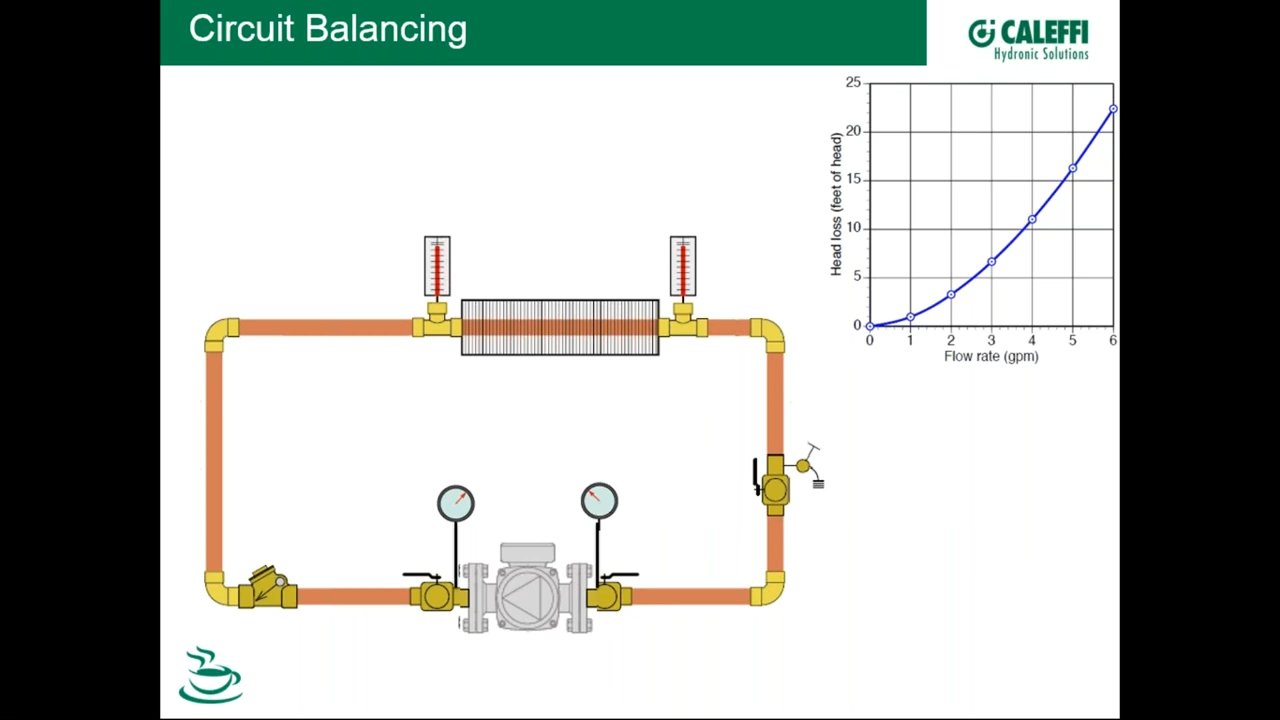 Circuit Balancing
CALEFFI
Hydronic Solutions
25
20
15
10
5
0
Head loss (feet of head)
0 1 2 3 4 5 6
Flow rate (gpm)